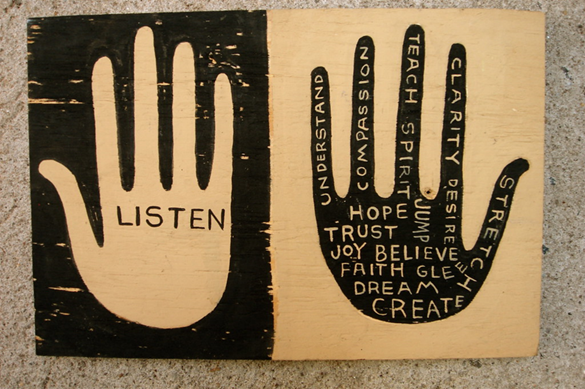 LISTEN
UNDERSTAND
COMPASSION
TEACH SPIRIT
CLARITY DESIRE
STRETCH
HOPE
JUMP
TRUST
JOY BELIEVE
FAITH GLEE
DREAM
CREATE